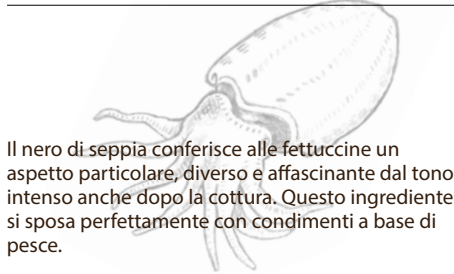 Il nero di seppia conferisce alle fettuccine un
aspetto particolare, diverso e affascinante dal tono
intenso anche dopo la cottura. Questo ingrediente
si sposa perfettamente con condimenti a base di
pesce.